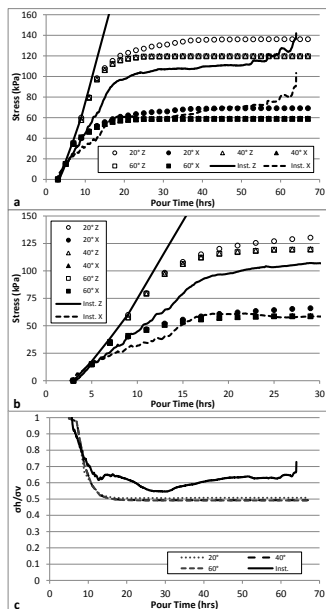 160
140
120
100
80
60
40
20
0
Stress (kPa)
0 10 20 30 40 50 60 70
20° Z 20° X 40° Z 40° X
60° Z 60° X Inst. Z Inst. X
a
Pour Time (hrs)
150
125
100
75
50
25
0
Stress (kPa)
20° Z
20° X
40° Z
40° X
60° Z
60° X
Inst. Z
Inst. X
0 5 10 15 20 25 30
b
Pour Time (hrs)
1
0.9
0.8
0.7
0.6
0.5
0.4
0.3
0.2
0.1
0
σh/σv
20° 40°
60° Inst.
0 10 20 30 40 50 60 70
c
Pour Time (hrs)